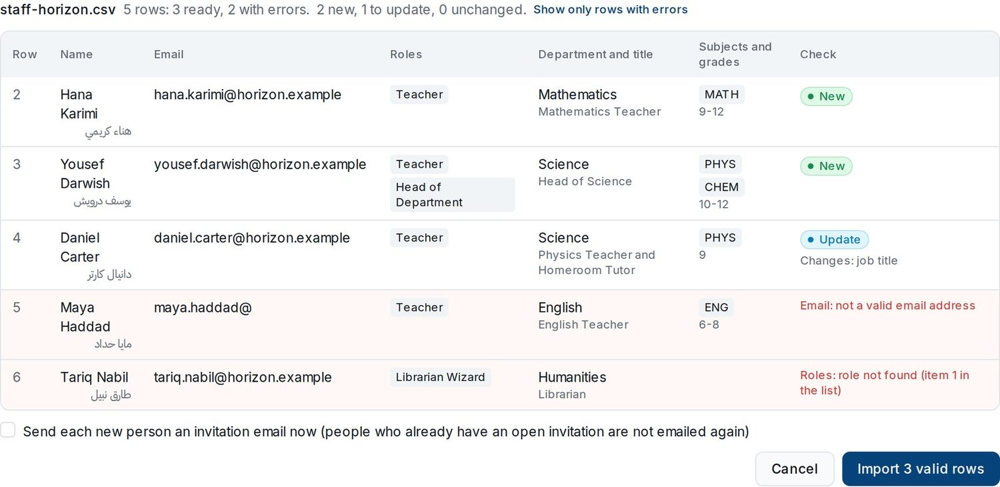 staff-horizon.csv 5 rows: 3 ready, 2 with errors. 2 new, 1 to update, 0 unchanged. Show only rows with errors
Row Name Email Roles Department and title Subjects and grades Check
2 Hana Karimi hana.karimi@horizon.example Teacher Mathematics MATH New
هناء كريمي Mathematics Teacher 9-12
3 Yousef Darwish yousef.darwish@horizon.example Teacher Science PHYS New
يوسف درويش Head of Department Head of Science CHEM
10-12
4 Daniel Carter daniel.carter@horizon.example Teacher Science PHYS Update
دانيال كارتر Physics Teacher and Homeroom Tutor 9 Changes: job title
5 Maya Haddad maya.haddad@ Teacher English ENG Email: not a valid email address
مايا حداد English Teacher 6-8
6 Tariq Nabil tariq.nabil@horizon.example Librarian Wizard Humanities Roles: role not found (item 1 in the list)
طارق نبيل Librarian
Send each new person an invitation email now (people who already have an open invitation are not emailed again)
Cancel Import 3 valid rows